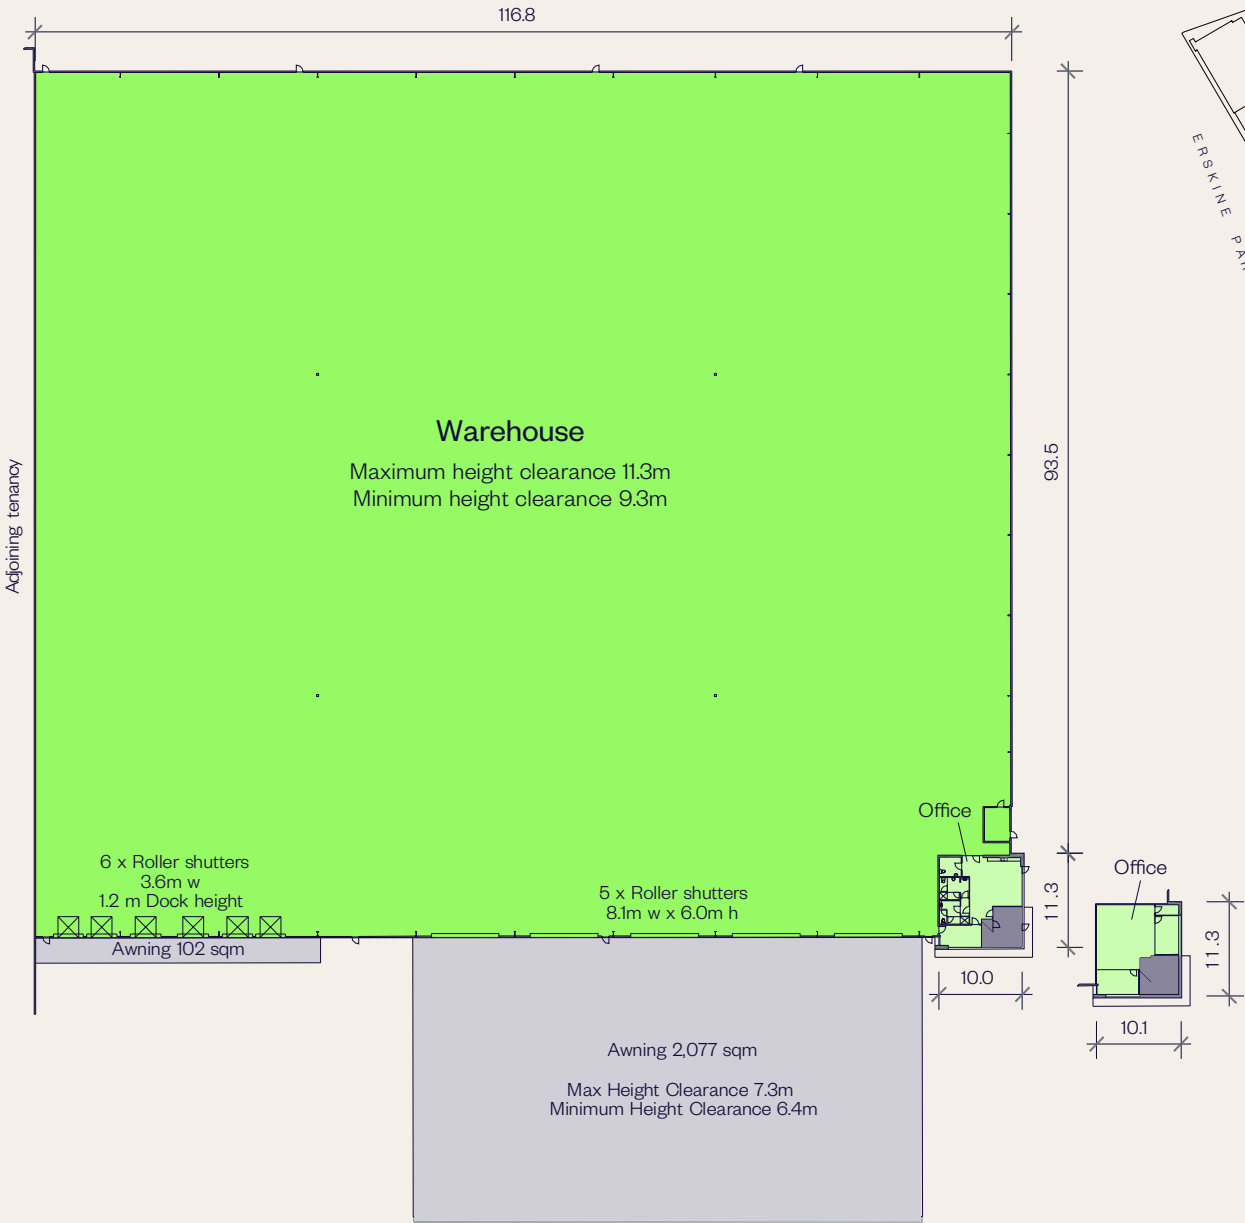 116.8
ERSKINE
Adjoining tenancy
Warehouse
Maximum height clearance 11.3m
Minimum height clearance 9.3m
93.5
Office
6 x Roller shutters
3.6m w
1.2 m Dock height
5 x Roller shutters
8.1m w x 6.0m h
Awning 102 sqm
11.3
10.0
Office
11.3
10.1
Awning 2,077 sqm
Max Height Clearance 7.3m
Minimum Height Clearance 6.4m